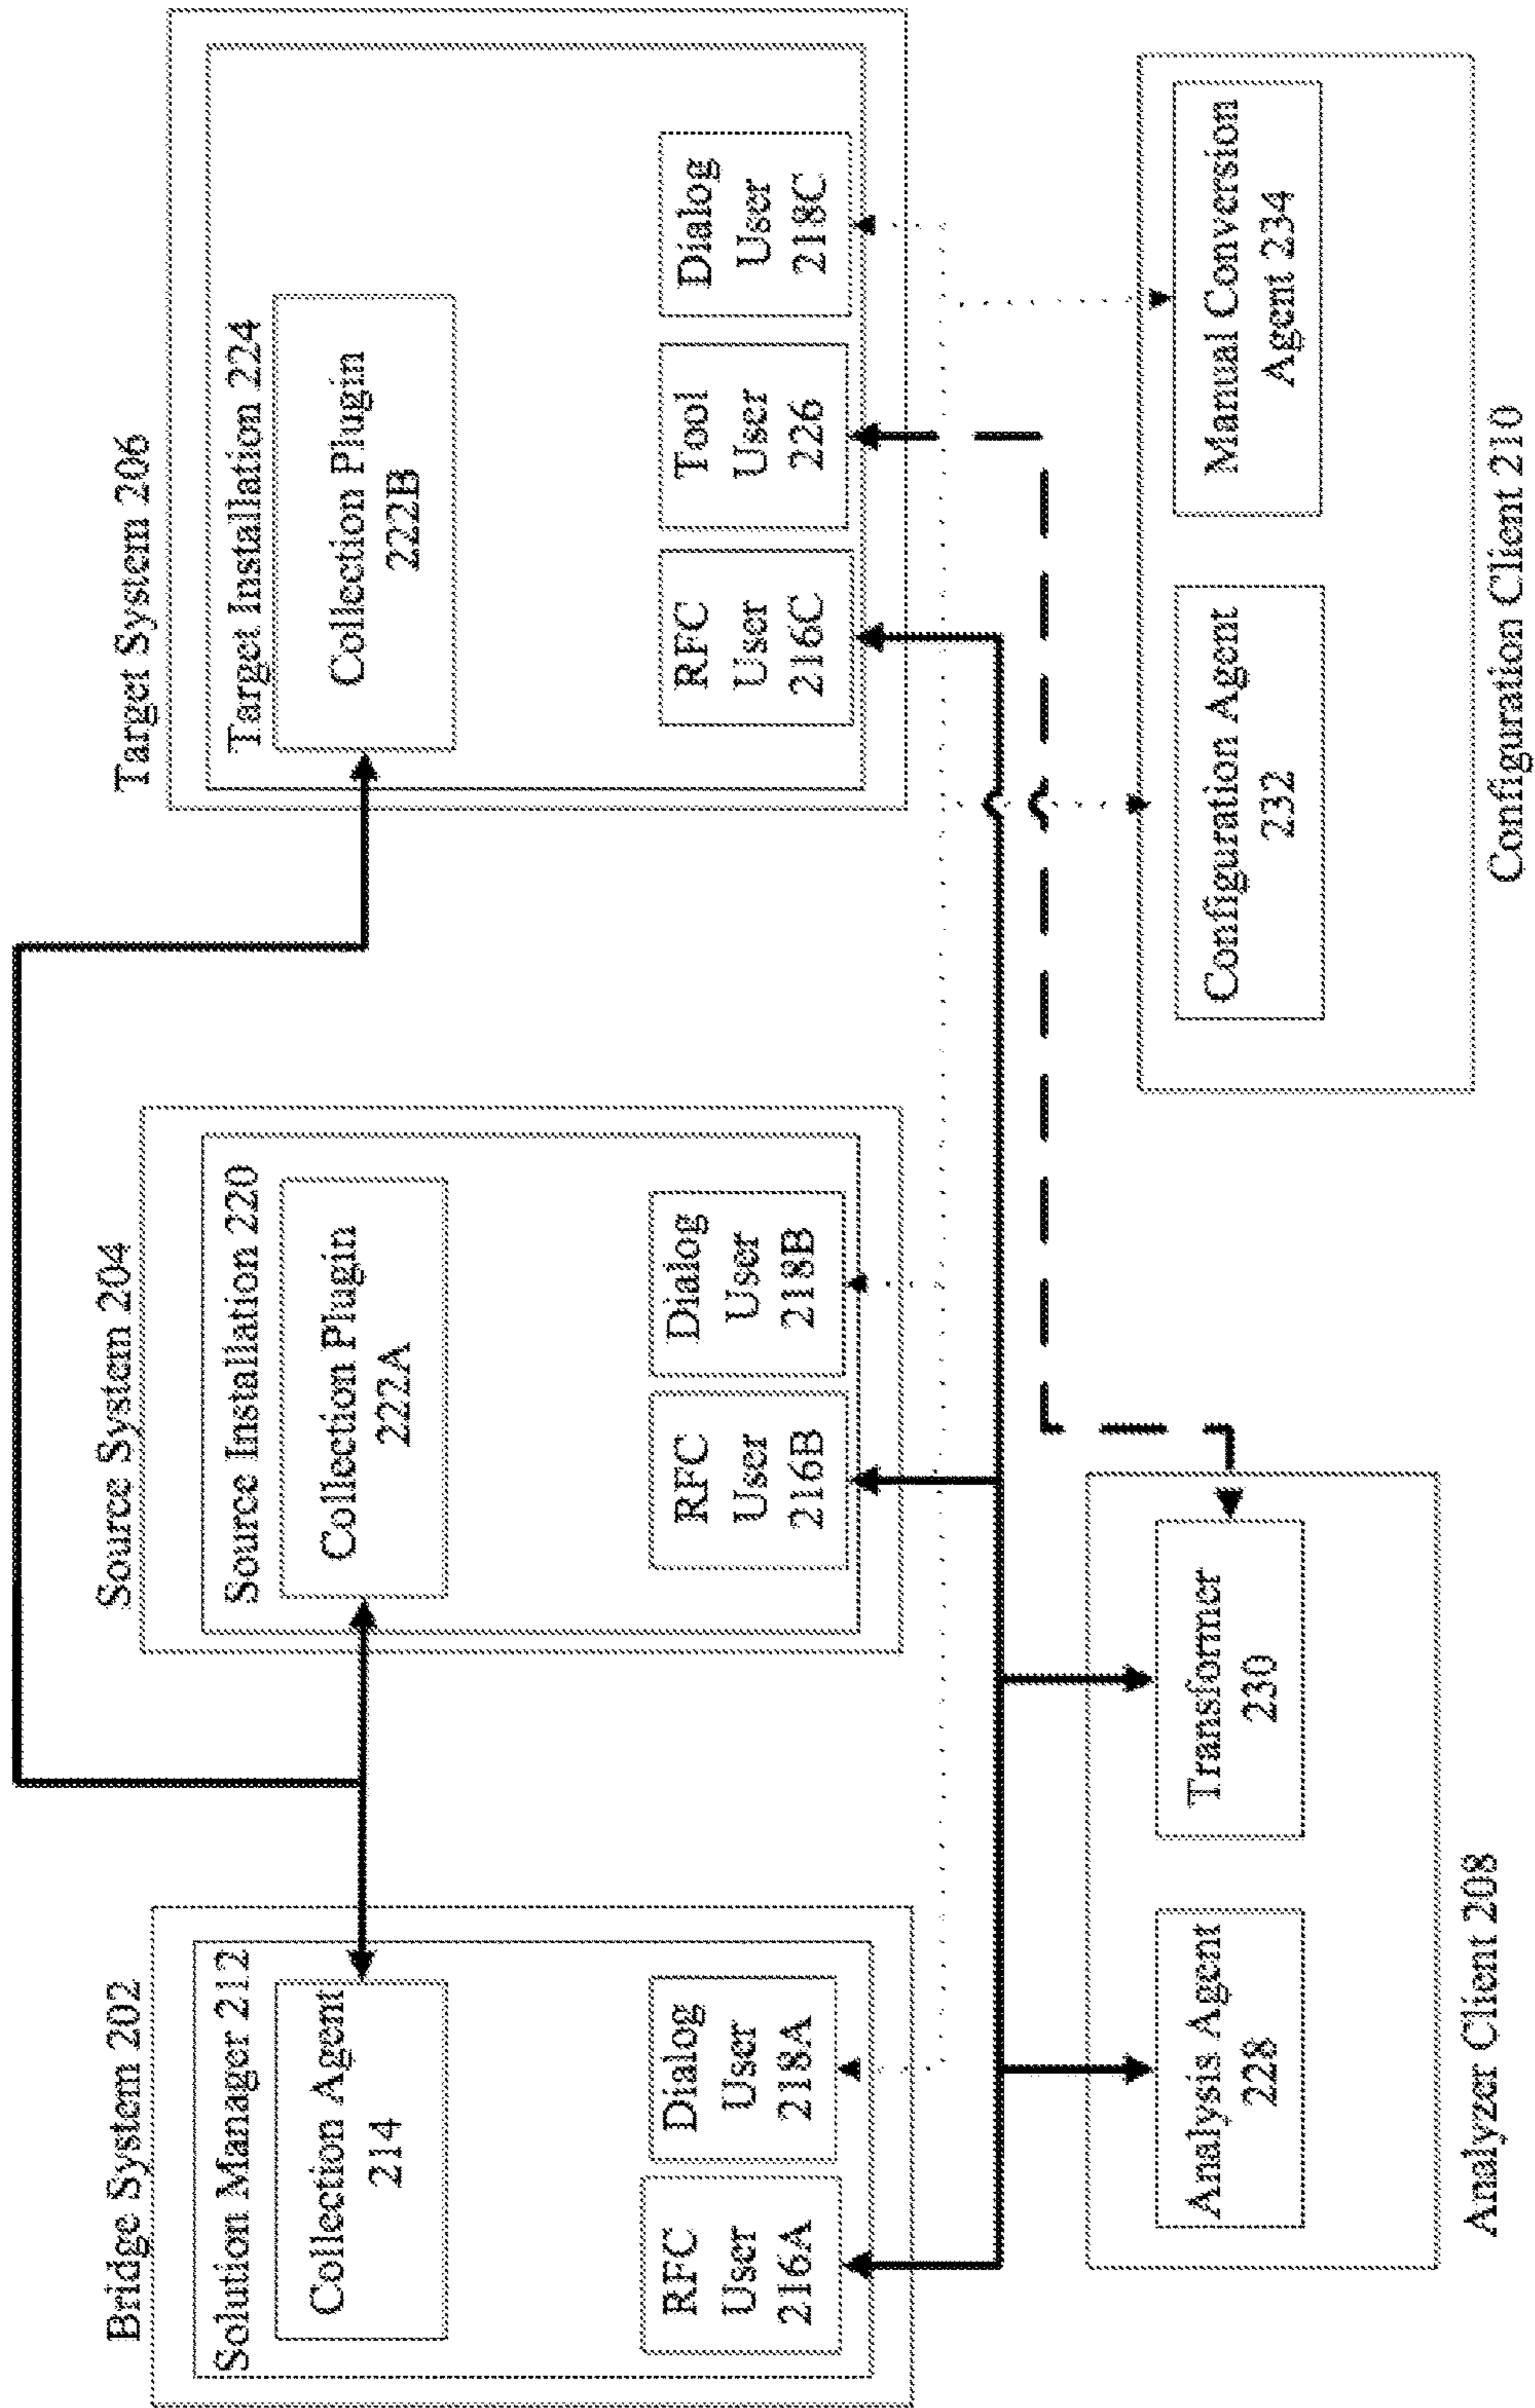 Bridge System 202
Solution Manager 212
Collection Agent
214
RFC
User
216A
Dialog
User
218A
Source System 204
Source Installation 220
Collection Plugin
222A
RFC
User
216B
Dialog
User
218B
Target System 206
Target Installation 224
Collection Plugin
222B
RFC
User
216C
Tool
User
226
Dialog
User
218C
Analysis Agent
228
Transformer
230
Analyzer Client 208
Configuration Agent
232
Manual Conversion
Agent 234
Configuration Client 210